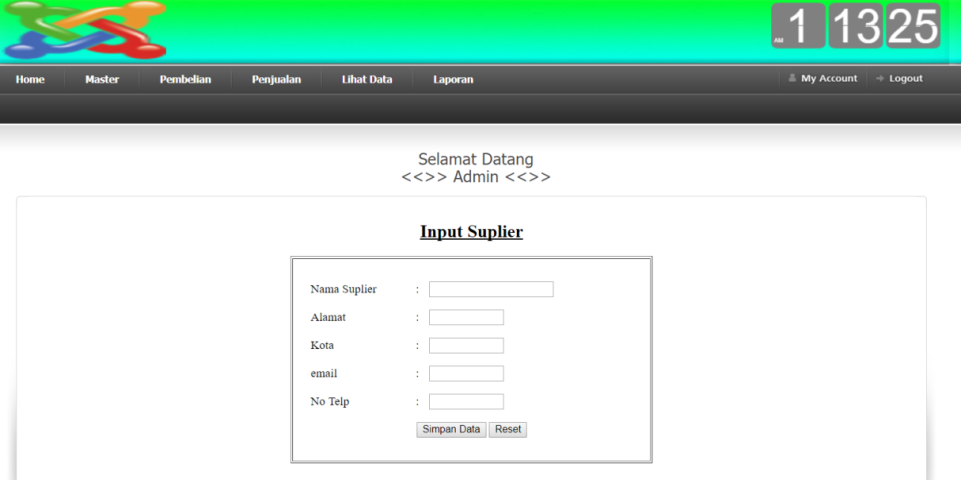 AM 1 13 25
Home Master Pembelian Penjualan Lihat Data Laporan My Account Logout
Selamat Datang
<<>> Admin <<>>
Input Suplier
Nama Suplier :
Alamat :
Kota :
email :
No Telp :
Simpan Data Reset